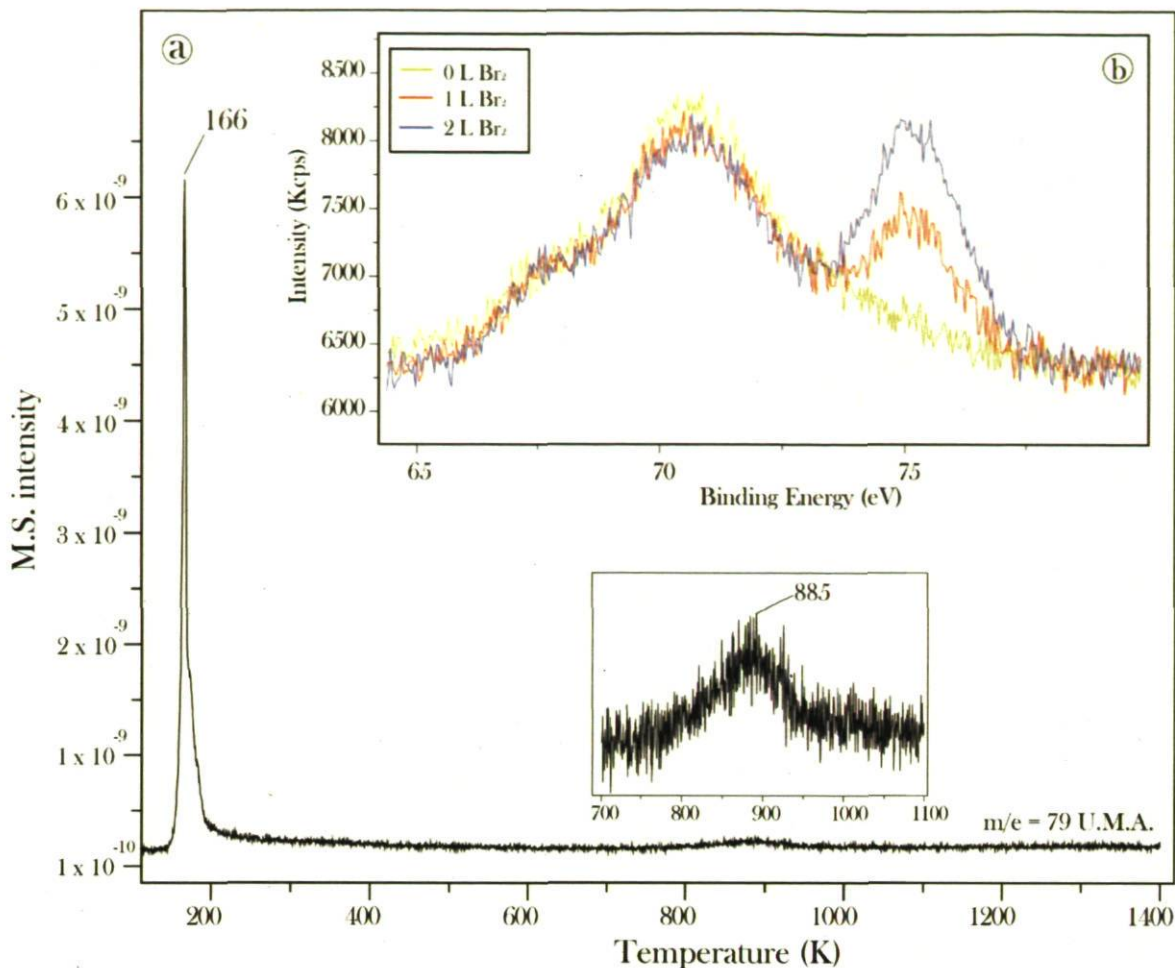 a
166
6 x 10-9
5 x 10-9
4 x 10-9
3 x 10-9
2 x 10-9
1 x 10-9
1 x 10-10
M.S. intensity
200
400
600
800
1000
1200
1400
Temperature (K)
m/e = 79 U.M.A.
b
0 L Br2
1 L Br2
2 L Br2
8500
8000
7500
7000
6500
6000
Intensity (Kcps)
65
70
75
Binding Energy (eV)
885
700
800
900
1000
1100